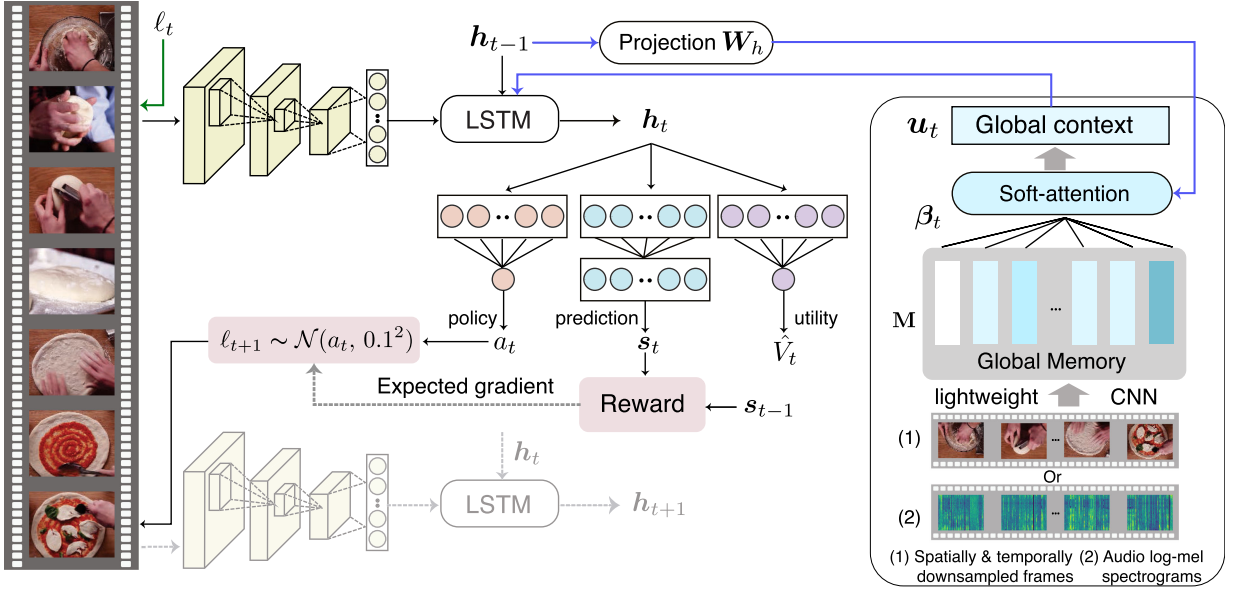 ℓ_t
h_{t−1}
Projection W_h
LSTM
h_t
u_t
Global context
Soft-attention
β_t
policy
prediction
utility
a_t
s_t
V̂_t
ℓ_{t+1} ∼ N(a_t, 0.1²)
Expected gradient
Reward
s_{t−1}
h_t
LSTM
h_{t+1}
M
...
Global Memory
lightweight CNN
(1)
...
Or
(2)
...
(1) Spatially & temporally
downsampled frames
(2) Audio log-mel
spectrograms